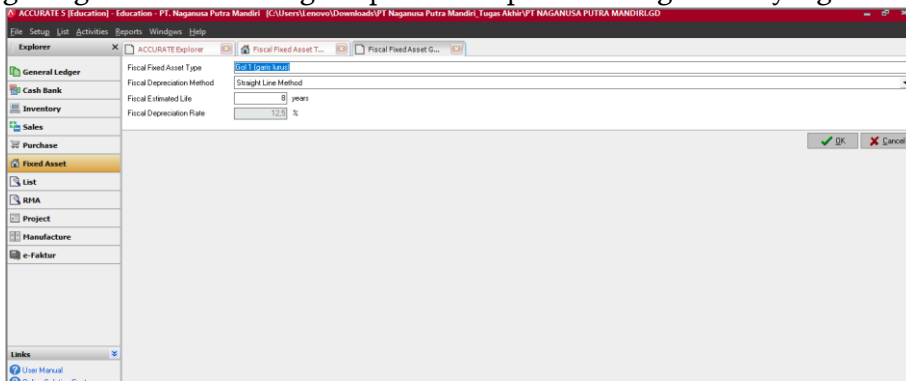 ACCURATE 5 [Education] - Education - PT. Naganusa Putra Mandiri [C:\Users\Lenovo\Downloads\PT Naganusa Putra Mandiri_Tugas Akhir\PT NAGANUSA PUTRA MANDIRI.GD
File Setup List Activities Reports Windows Help
Explorer
ACCURATE Explorer
Fiscal Fixed Asset T...
Fiscal Fixed Asset G...
General Ledger
Cash Bank
Inventory
Sales
Purchase
Fixed Asset
List
RMA
Project
Manufacture
e-Faktur
Fiscal Fixed Asset Type Gol 1 (garis lurus)
Fiscal Depreciation Method Straight Line Method
Fiscal Estimated Life 8 years
Fiscal Depreciation Rate 12.5 %
OK Cancel
Links
User Manual